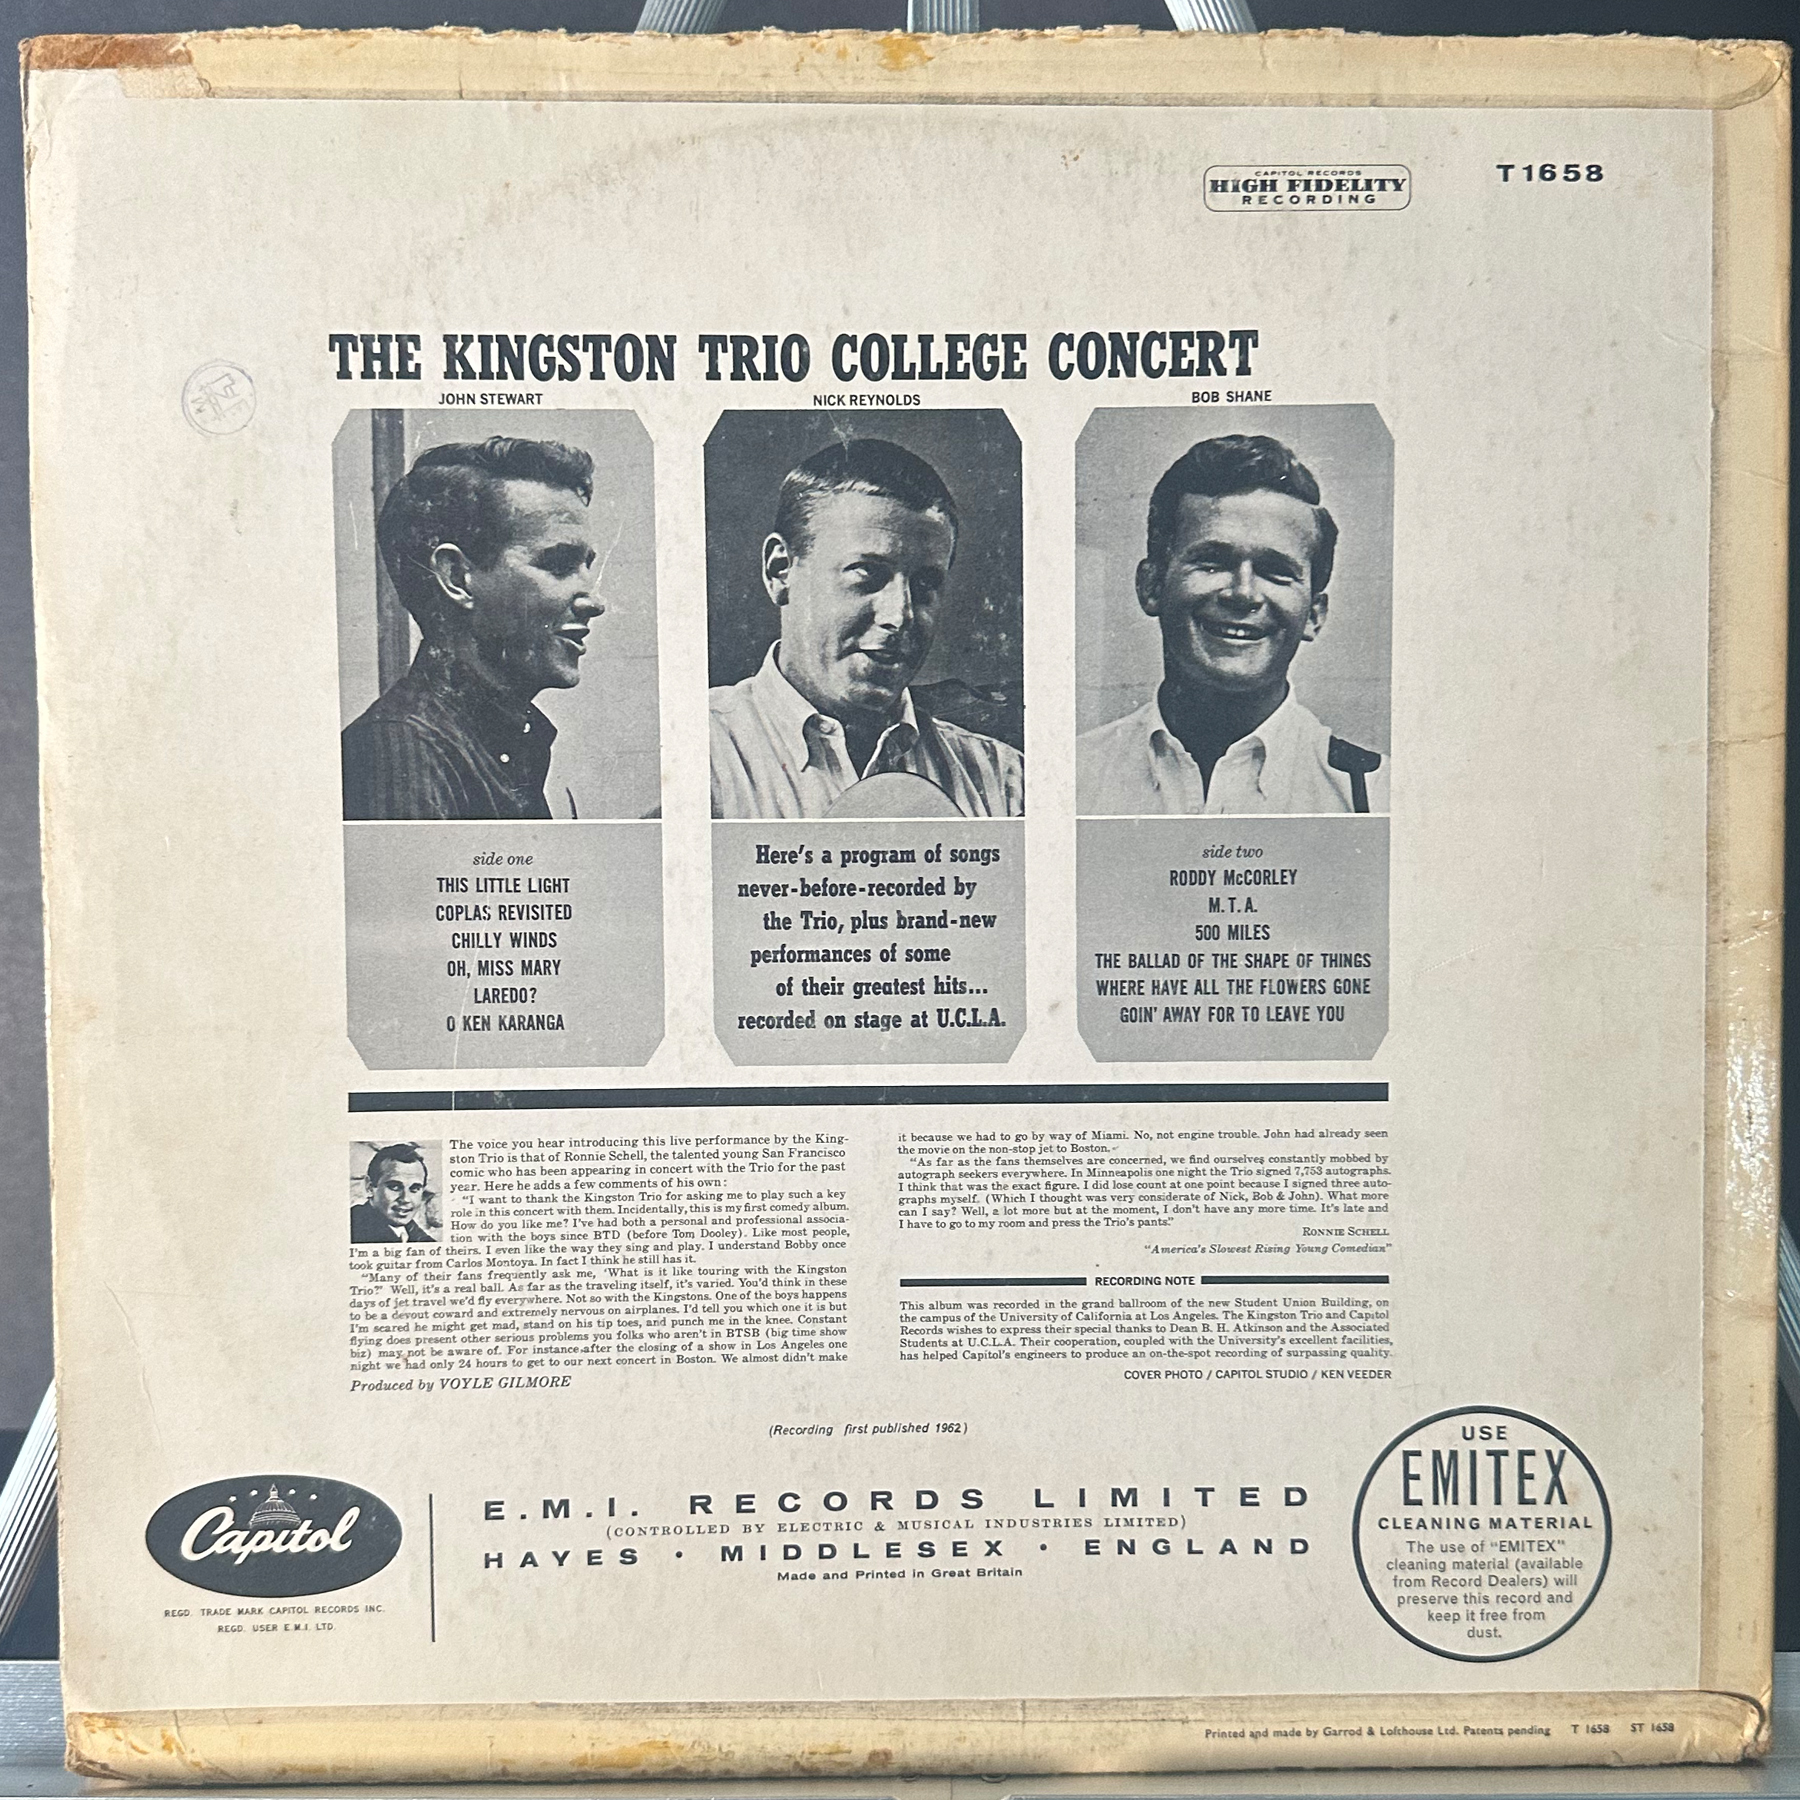 CAPITOL RECORDS
HIGH FIDELITY
RECORDING
T 1658
THE KINGSTON TRIO COLLEGE CONCERT
JOHN STEWART
NICK REYNOLDS
BOB SHANE
side one
THIS LITTLE LIGHT
COPLAS REVISITED
CHILLY WINDS
OH, MISS MARY
LAREDO?
O KEN KARANGA
Here's a program of songs
never-before-recorded by
the Trio, plus brand-new
performances of some
of their greatest hits...
recorded on stage at U.C.L.A.
side two
RODDY McCORLEY
M.T.A.
500 MILES
THE BALLAD OF THE SHAPE OF THINGS
WHERE HAVE ALL THE FLOWERS GONE
GOIN' AWAY FOR TO LEAVE YOU
The voice you hear introducing this live performance by the King-
ston Trio is that of Ronnie Schell, the talented young San Francisco
comic who has been appearing in concert with the Trio for the past
year. Here he adds a few comments of his own:
"I want to thank the Kingston Trio for asking me to play such a key
role in this concert with them. Incidentally, this is my first comedy album.
How do you like me? I've had both a personal and professional associa-
tion with the boys since BTD (before Tom Dooley). Like most people,
I'm a big fan of theirs. I even like the way they sing and play. I understand Bobby once
took guitar from Carlos Montoya. In fact I think he still has it.
"Many of their fans frequently ask me, 'What is it like touring with the Kingston
Trio?' Well, it's a real ball. As far as the traveling itself, it's varied. You'd think in these
days of jet travel we'd fly everywhere. Not so with the Kingstons. One of the boys happens
to be a devout coward and extremely nervous on airplanes. I'd tell you which one it is but
I'm scared he might get mad, stand on his tip toes, and punch me in the knee. Constant
flying does present other serious problems you folks who aren't in BTSB (big time show
biz) may not be aware of. For instance after the closing of a show in Los Angeles one
night we had only 24 hours to get to our next concert in Boston. We almost didn't make
Produced by VOYLE GILMORE
it because we had to go by way of Miami. No, not engine trouble. John had already seen
the movie on the non-stop jet to Boston.
"As far as the fans themselves are concerned, we find ourselves constantly mobbed by
autograph seekers everywhere. In Minneapolis one night the Trio signed 7,753 autographs.
I think that was the exact figure. I did lose count at one point because I signed three auto-
graphs myself. (Which I thought was very considerate of Nick, Bob & John). What more
can I say? Well, a lot more but at the moment, I don't have any more time. It's late and
I have to go to my room and press the Trio's pants."
RONNIE SCHELL
"America's Slowest Rising Young Comedian"
RECORDING NOTE
This album was recorded in the grand ballroom of the new Student Union Building, on
the campus of the University of California at Los Angeles. The Kingston Trio and Capitol
Records wishes to express their special thanks to Dean B. H. Atkinson and the Associated
Students at U.C.L.A. Their cooperation, coupled with the University's excellent facilities,
has helped Capitol's engineers to produce an on-the-spot recording of surpassing quality.
COVER PHOTO / CAPITOL STUDIO / KEN VEEDER
(Recording first published 1962)
Capitol
REGD. TRADE MARK CAPITOL RECORDS INC.
REGD. USER E.M.I. LTD.
E.M.I. RECORDS LIMITED
(CONTROLLED BY ELECTRIC & MUSICAL INDUSTRIES LIMITED)
HAYES • MIDDLESEX • ENGLAND
Made and Printed in Great Britain
USE
EMITEX
CLEANING MATERIAL
The use of "EMITEX"
cleaning material (available
from Record Dealers) will
preserve this record and
keep it free from
dust.
Printed and made by Garrod & Lofthouse Ltd. Patents pending T 1658 ST 1658